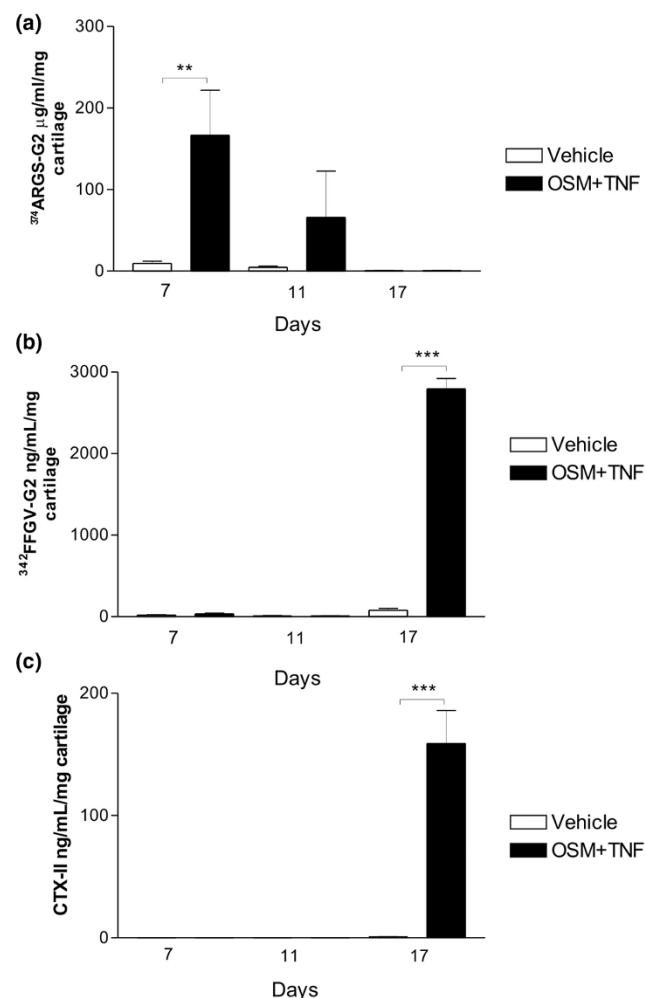 (a)
300
200
100
0
³⁷⁴ARGS-G2 μg/ml/mg
cartilage
**
7
11
17
Days
Vehicle
OSM+TNF
(b)
3000
2000
1000
0
³⁴²FFGV-G2 ng/mL/mg
cartilage
***
7
11
17
Days
Vehicle
OSM+TNF
(c)
200
100
0
CTX-II ng/mL/mg cartilage
***
7
11
17
Days
Vehicle
OSM+TNF